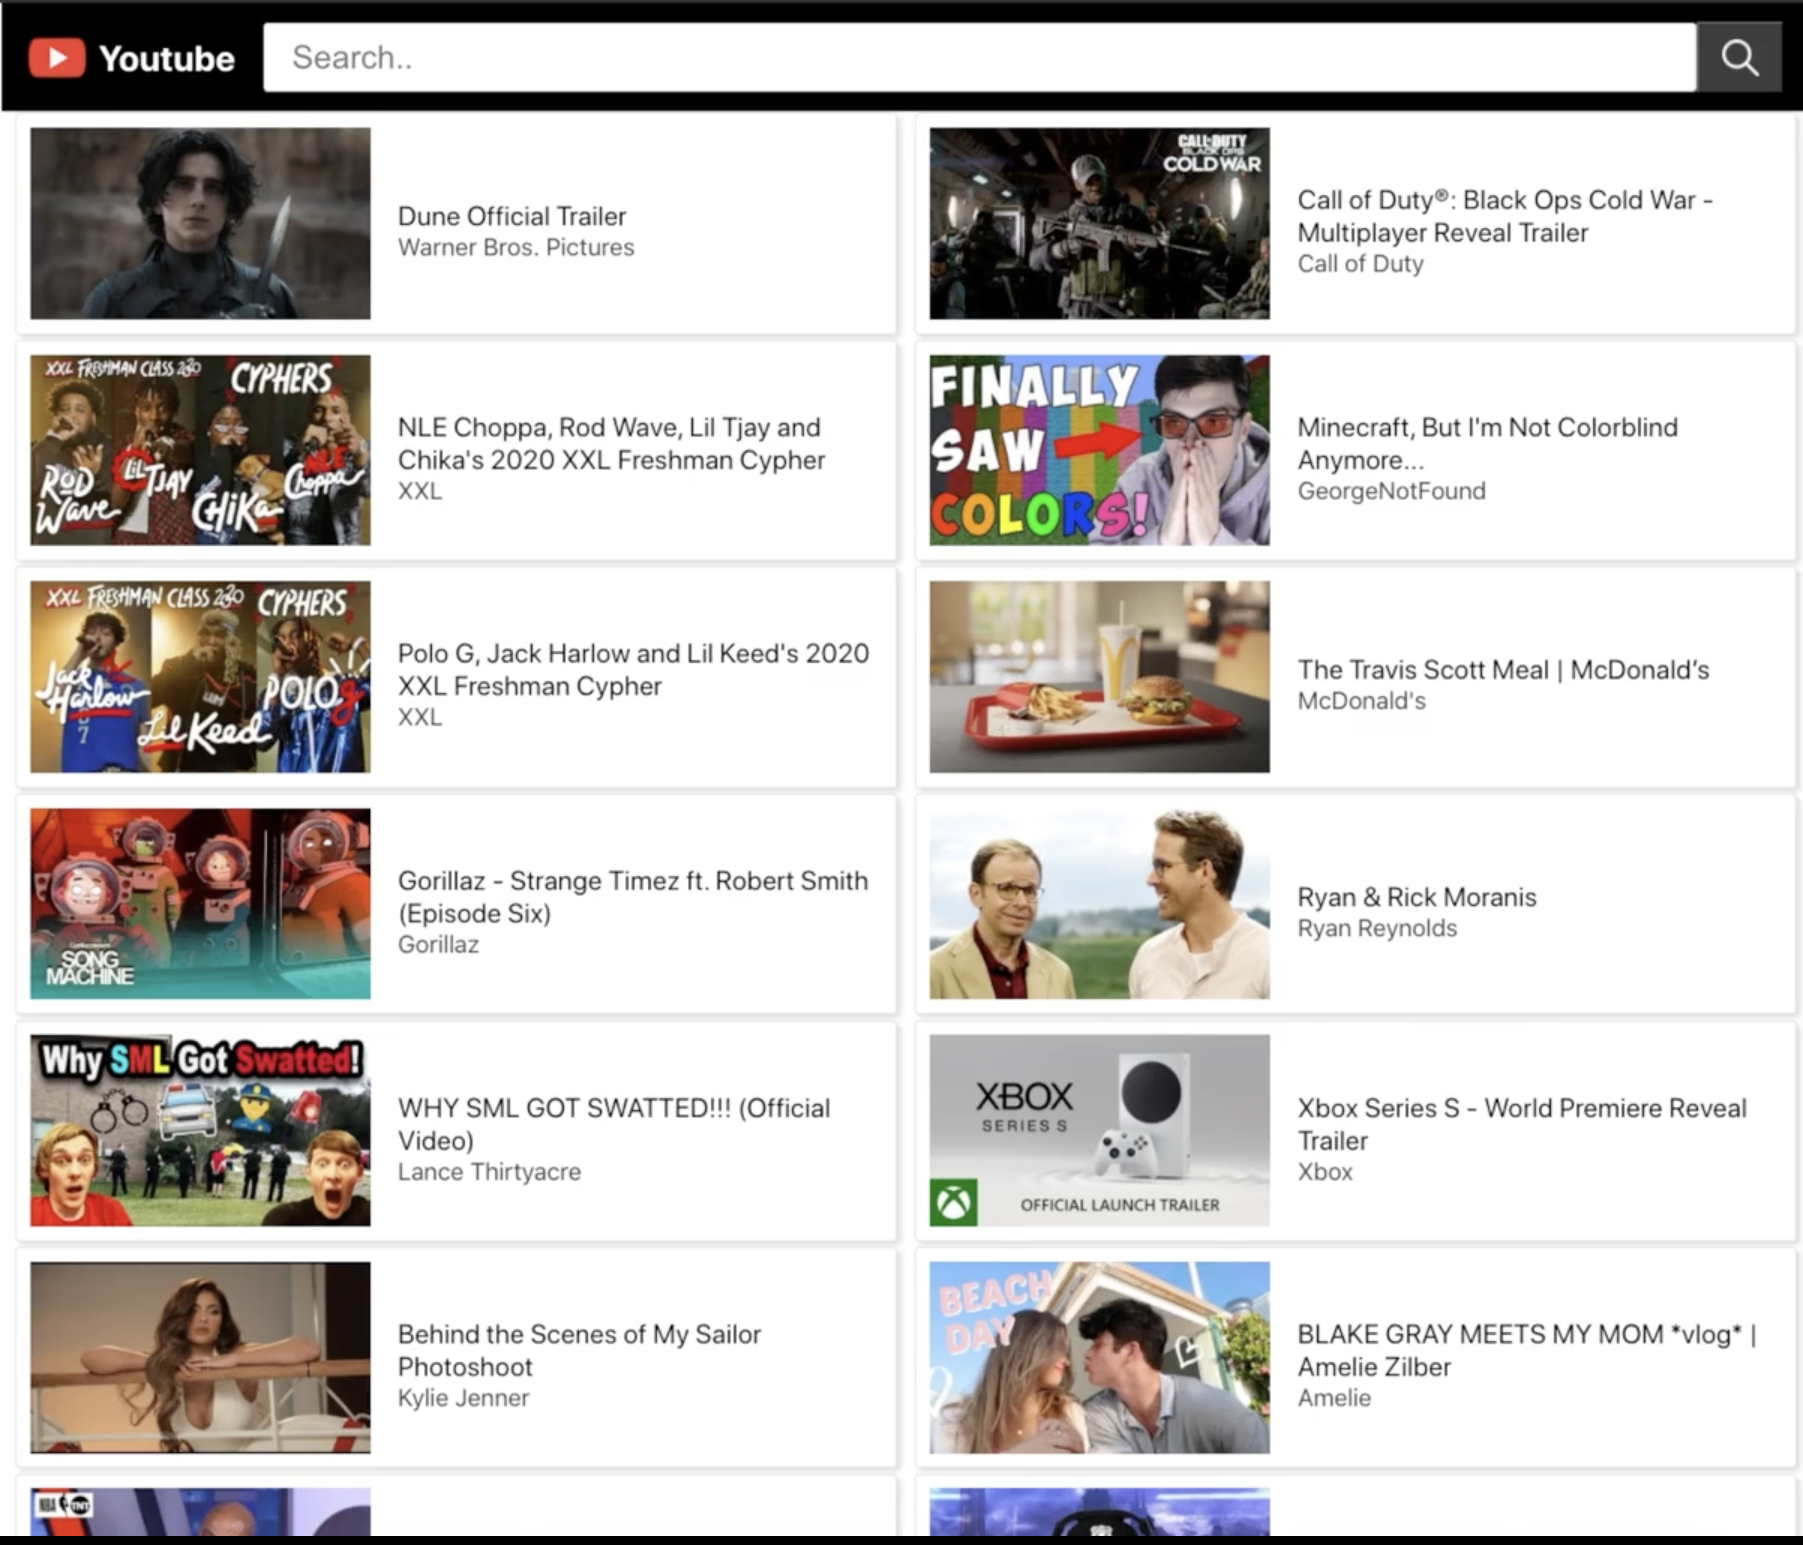 Youtube
Search..
Dune Official Trailer
Warner Bros. Pictures
CALL OF DUTY
BLACK OPS
COLD WAR
Call of Duty®: Black Ops Cold War -
Multiplayer Reveal Trailer
Call of Duty
XXL FRESHMAN CLASS 2020
CYPHERS
ROD
Wave
LiL TJAY
CHIKa
NLE
Choppa
NLE Choppa, Rod Wave, Lil Tjay and
Chika's 2020 XXL Freshman Cypher
XXL
FINALLY
SAW
COLORS!
Minecraft, But I'm Not Colorblind
Anymore...
GeorgeNotFound
XXL FRESHMAN CLASS 2020 CYPHERS
Jack
Harlow
7
Lil Keed
POLO g
Polo G, Jack Harlow and Lil Keed's 2020
XXL Freshman Cypher
XXL
The Travis Scott Meal | McDonald’s
McDonald's
SONG
MACHINE
Gorillaz - Strange Timez ft. Robert Smith
(Episode Six)
Gorillaz
Ryan & Rick Moranis
Ryan Reynolds
Why SML Got Swatted!
WHY SML GOT SWATTED!!! (Official
Video)
Lance Thirtyacre
XBOX
SERIES S
OFFICIAL LAUNCH TRAILER
Xbox Series S - World Premiere Reveal
Trailer
Xbox
Behind the Scenes of My Sailor
Photoshoot
Kylie Jenner
BEACH
DAY
BLAKE GRAY MEETS MY MOM *vlog* |
Amelie Zilber
Amelie
NBA TNT